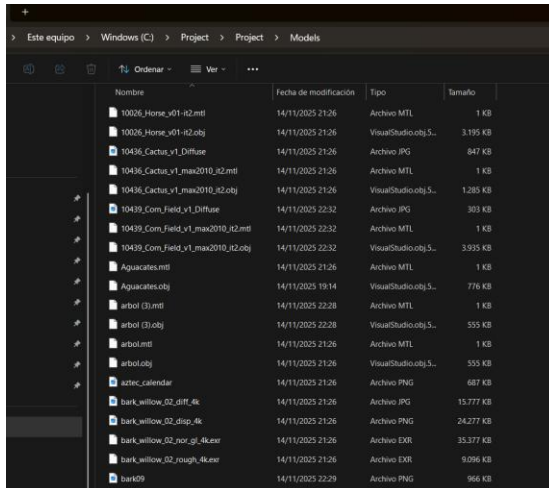 Este equipo > Windows (C:) > Project > Project > Models
Ordenar Ver ...
Nombre Fecha de modificación Tipo Tamaño
10026_Horse_v01-it2.mtl 14/11/2025 21:26 Archivo MTL 1 KB
10026_Horse_v01-it2.obj 14/11/2025 21:26 VisualStudio.obj.5... 3.195 KB
10436_Cactus_v1_Diffuse 14/11/2025 21:26 Archivo JPG 847 KB
10436_Cactus_v1_max2010_it2.mtl 14/11/2025 21:26 Archivo MTL 1 KB
10436_Cactus_v1_max2010_it2.obj 14/11/2025 21:26 VisualStudio.obj.5... 1.285 KB
10439_Corn_Field_v1_Diffuse 14/11/2025 22:32 Archivo JPG 303 KB
10439_Corn_Field_v1_max2010_it2.mtl 14/11/2025 22:32 Archivo MTL 1 KB
10439_Corn_Field_v1_max2010_it2.obj 14/11/2025 22:32 VisualStudio.obj.5... 3.935 KB
Aguacates.mtl 14/11/2025 21:26 Archivo MTL 1 KB
Aguacates.obj 14/11/2025 19:14 VisualStudio.obj.5... 776 KB
arbol (3).mtl 14/11/2025 22:28 Archivo MTL 1 KB
arbol (3).obj 14/11/2025 22:28 VisualStudio.obj.5... 555 KB
arbol.mtl 14/11/2025 21:26 Archivo MTL 1 KB
arbol.obj 14/11/2025 21:26 VisualStudio.obj.5... 555 KB
aztec_calendar 14/11/2025 21:26 Archivo PNG 687 KB
bark_willow_02_diff_4k 14/11/2025 21:26 Archivo JPG 15.777 KB
bark_willow_02_disp_4k 14/11/2025 21:26 Archivo PNG 24.277 KB
bark_willow_02_nor_gl_4k.exr 14/11/2025 21:26 Archivo EXR 35.377 KB
bark_willow_02_rough_4k.exr 14/11/2025 21:26 Archivo EXR 9.096 KB
bark09 14/11/2025 22:29 Archivo PNG 966 KB